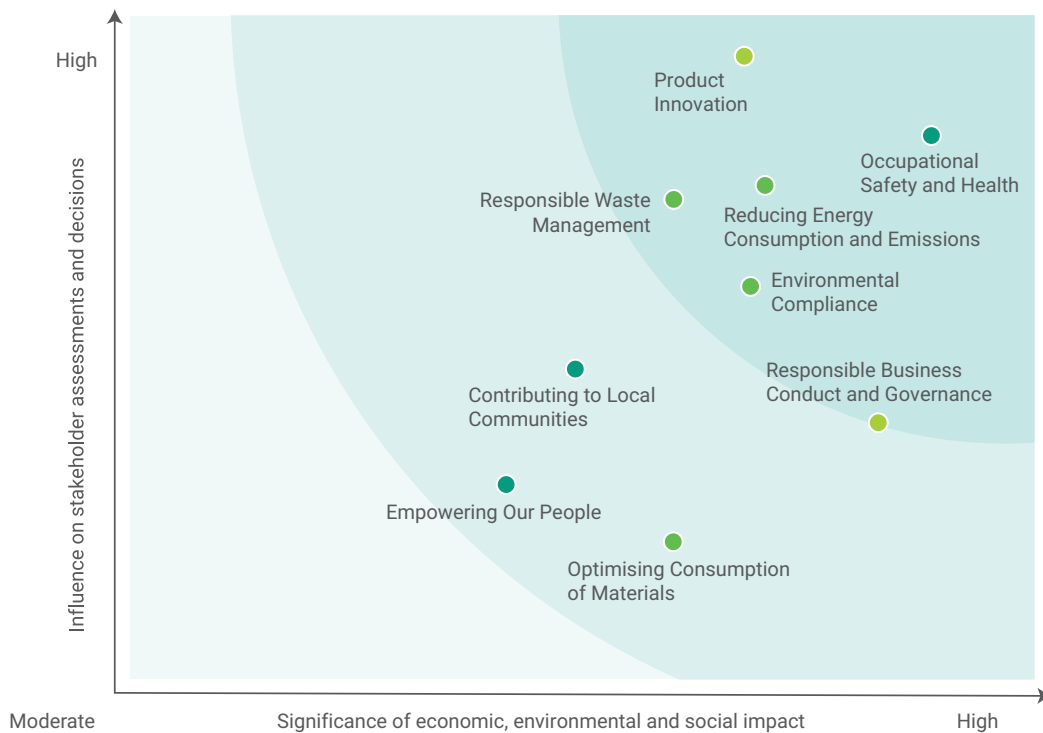 High
Influence on stakeholder assessments and decisions
Product
Innovation
Occupational
Safety and Health
Responsible Waste
Management
Reducing Energy
Consumption and Emissions
Environmental
Compliance
Responsible Business
Conduct and Governance
Contributing to Local
Communities
Empowering Our People
Optimising Consumption
of Materials
Moderate
Significance of economic, environmental and social impact
High